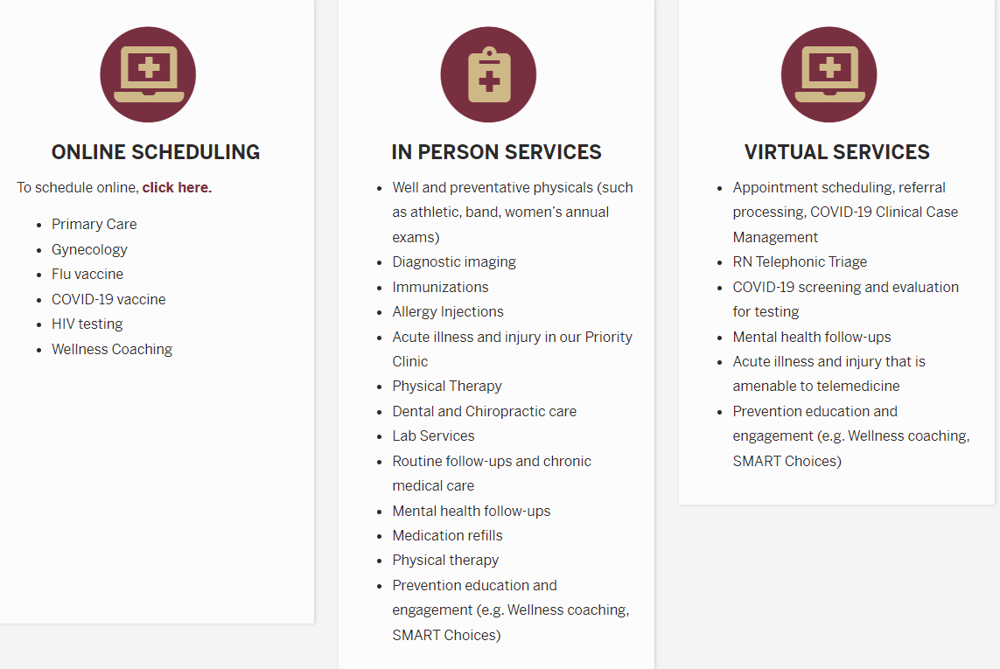 ONLINE SCHEDULING
To schedule online, click here.
Primary Care
Gynecology
Flu vaccine
COVID-19 vaccine
HIV testing
Wellness Coaching
IN PERSON SERVICES
Well and preventative physicals (such
as athletic, band, women's annual
exams)
Diagnostic imaging
Immunizations
Allergy Injections
Acute illness and injury in our Priority
Clinic
Physical Therapy
Dental and Chiropractic care
Lab Services
Routine follow-ups and chronic
medical care
Mental health follow-ups
Medication refills
Physical therapy
Prevention education and
engagement (e.g. Wellness coaching,
SMART Choices)
VIRTUAL SERVICES
Appointment scheduling, referral
processing, COVID-19 Clinical Case
Management
RN Telephonic Triage
COVID-19 screening and evaluation
for testing
Mental health follow-ups
Acute illness and injury that is
amenable to telemedicine
Prevention education and
engagement (e.g. Wellness coaching,
SMART Choices)